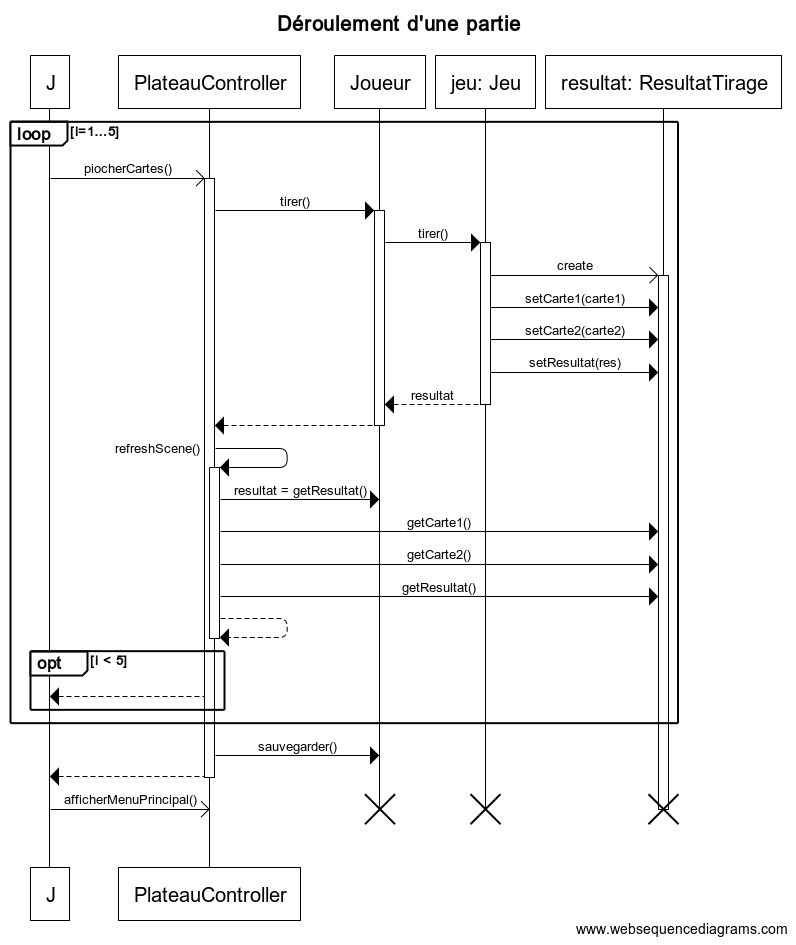 Déroulement d'une partie
J
PlateauController
Joueur
jeu: Jeu
resultat: ResultatTirage
loop
[i=1...5]
piocherCartes()
tirer()
tirer()
create
setCarte1(carte1)
setCarte2(carte2)
setResultat(res)
resultat
refreshScene()
resultat = getResultat()
getCarte1()
getCarte2()
getResultat()
opt
[i < 5]
sauvegarder()
afficherMenuPrincipal()
J
PlateauController
www.websequencediagrams.com